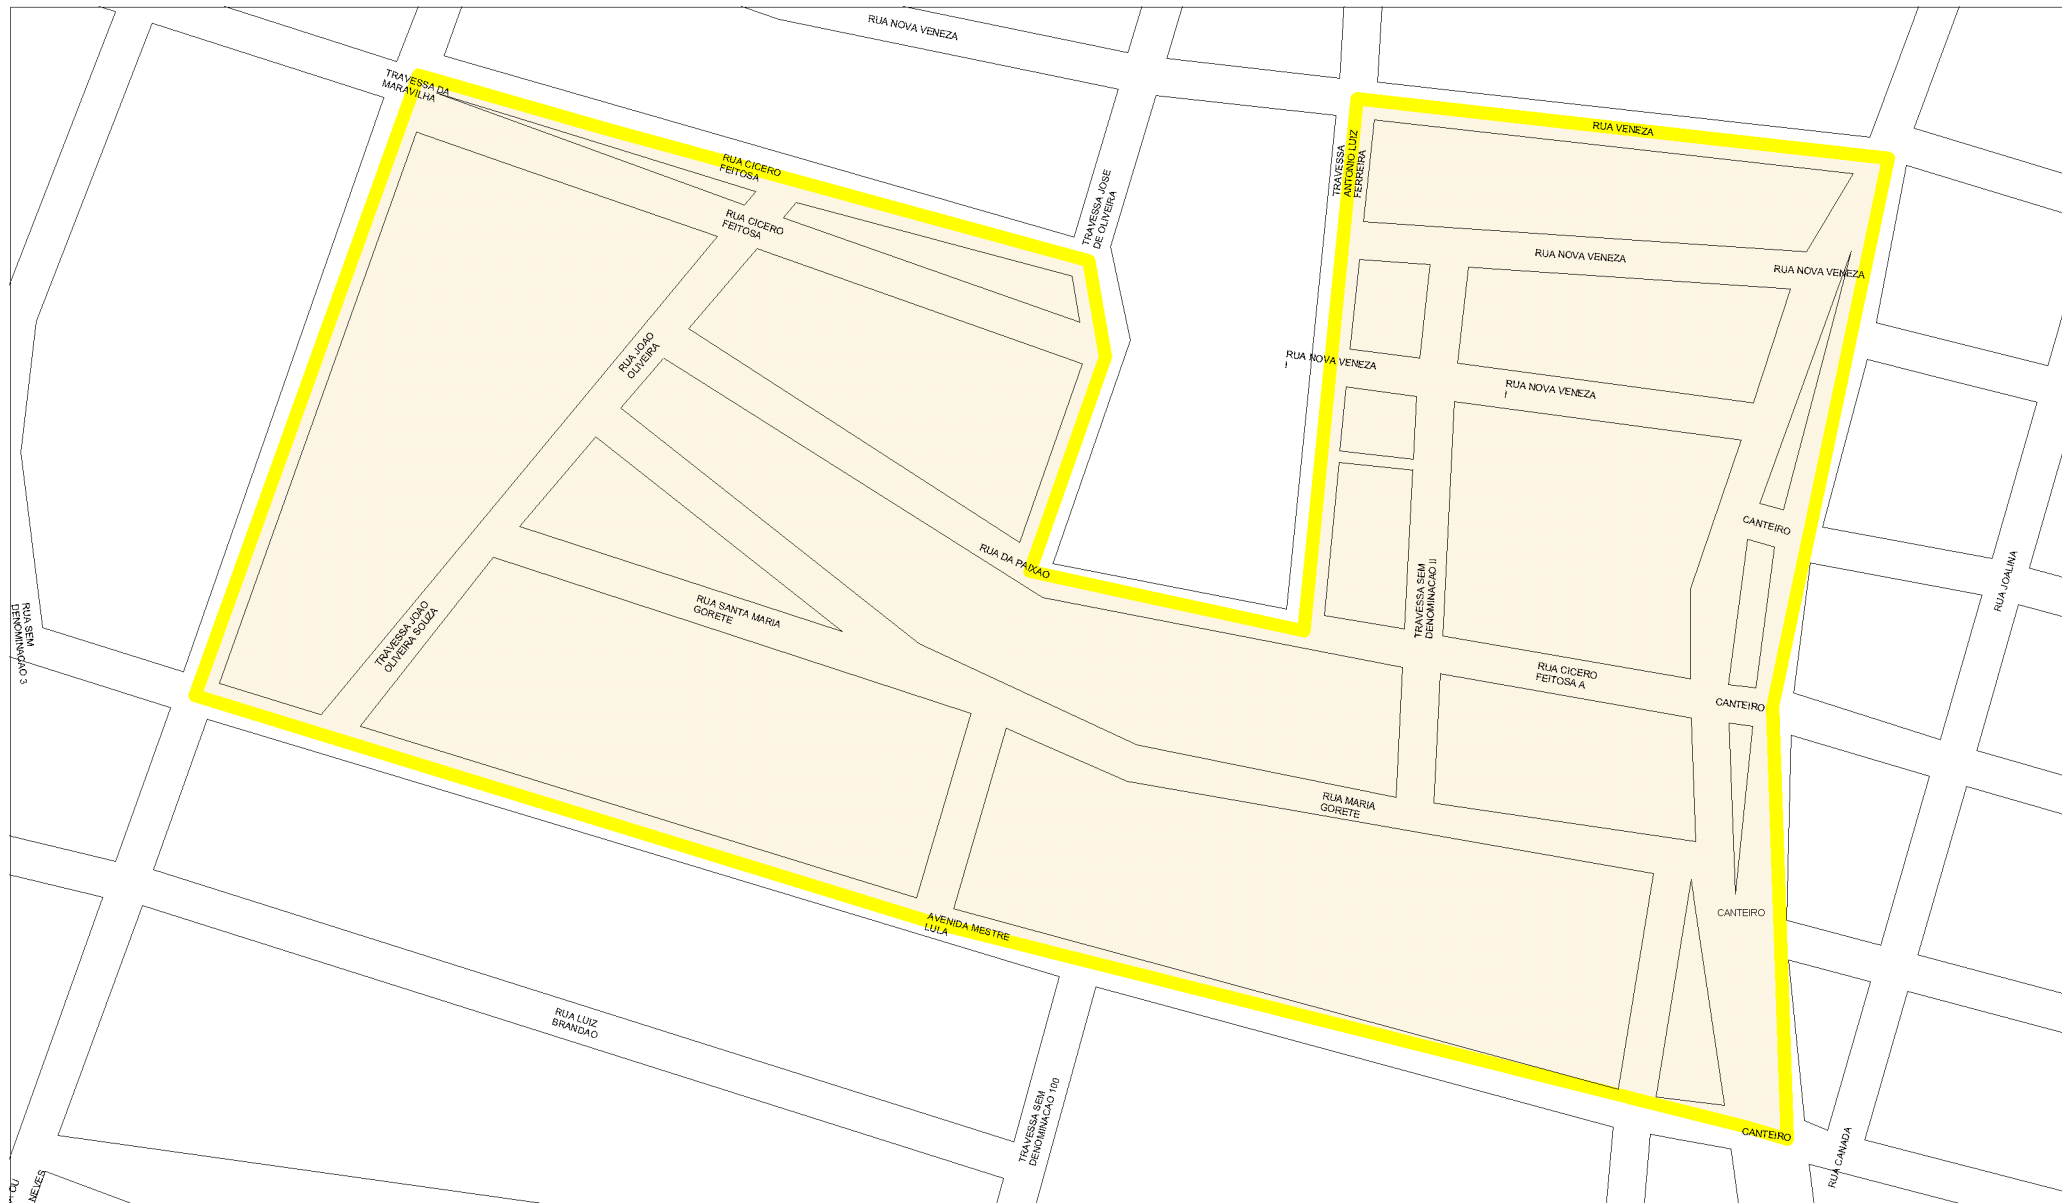 RUA NOVA VENEZA
TRAVESSA DA
MARAVILHA
RUA CICERO
FEITOSA
RUA CICERO
FEITOSA
TRAVESSA JOSE
DE OLIVEIRA
TRAVESSA
ANTONIO LUIZ
FERREIRA
RUA VENEZA
RUA NOVA VENEZA
RUA NOVA VENEZA
RUA JOAO
OLIVEIRA
RUA NOVA VENEZA
I
RUA NOVA VENEZA
I
CANTEIRO
RUA DA PAIXAO
TRAVESSA SEM
DENOMINACAO II
RUA JOALINA
RUA SEM
DENOMINACAO 3
TRAVESSA JOAO
OLIVEIRA SOUZA
RUA SANTA MARIA
GORETE
RUA CICERO
FEITOSA A
CANTEIRO
RUA MARIA
GORETE
CANTEIRO
AVENIDA MESTRE
LULA
RUA LUIZ
BRANDAO
TRAVESSA SEM
DENOMINACAO 100
CANTEIRO
RUA CANADA
NEVES